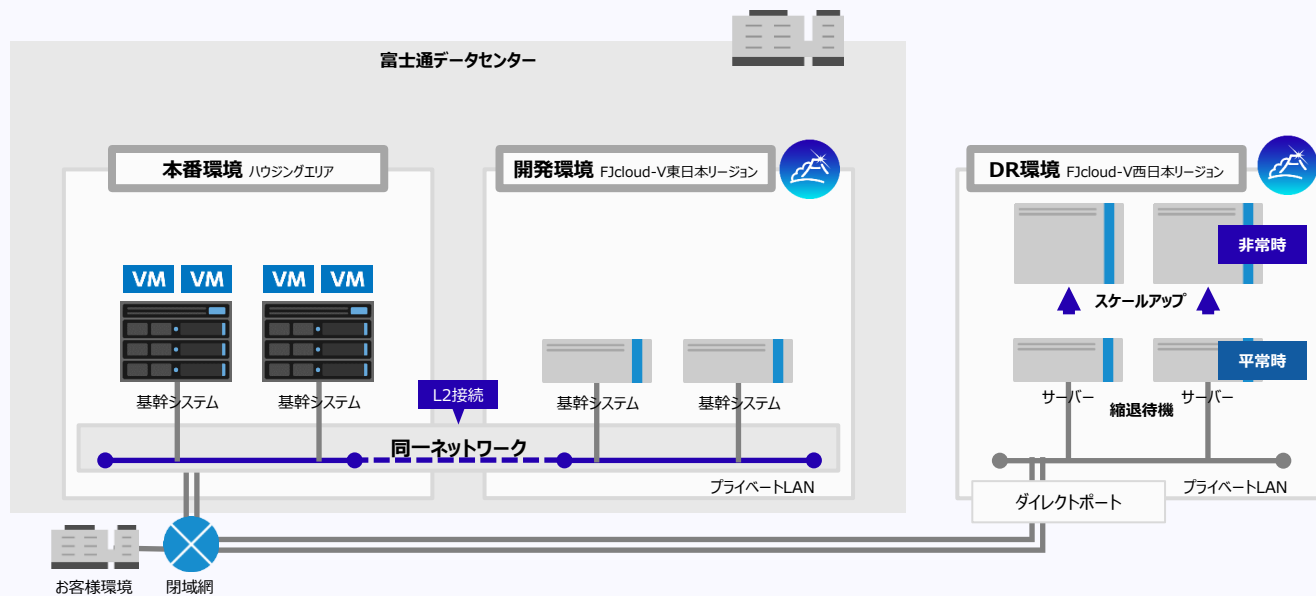 富士通データセンター
本番環境 ハウジングエリア
開発環境 FJcloud-V東日本リージョン
DR環境 FJcloud-V西日本リージョン
VM VM VM VM
非常時
スケールアップ
平常時
サーバー サーバー
縮退待機
基幹システム 基幹システム
L2接続
基幹システム 基幹システム
同一ネットワーク
プライベートLAN
プライベートLAN
ダイレクトポート
お客様環境
閉域網